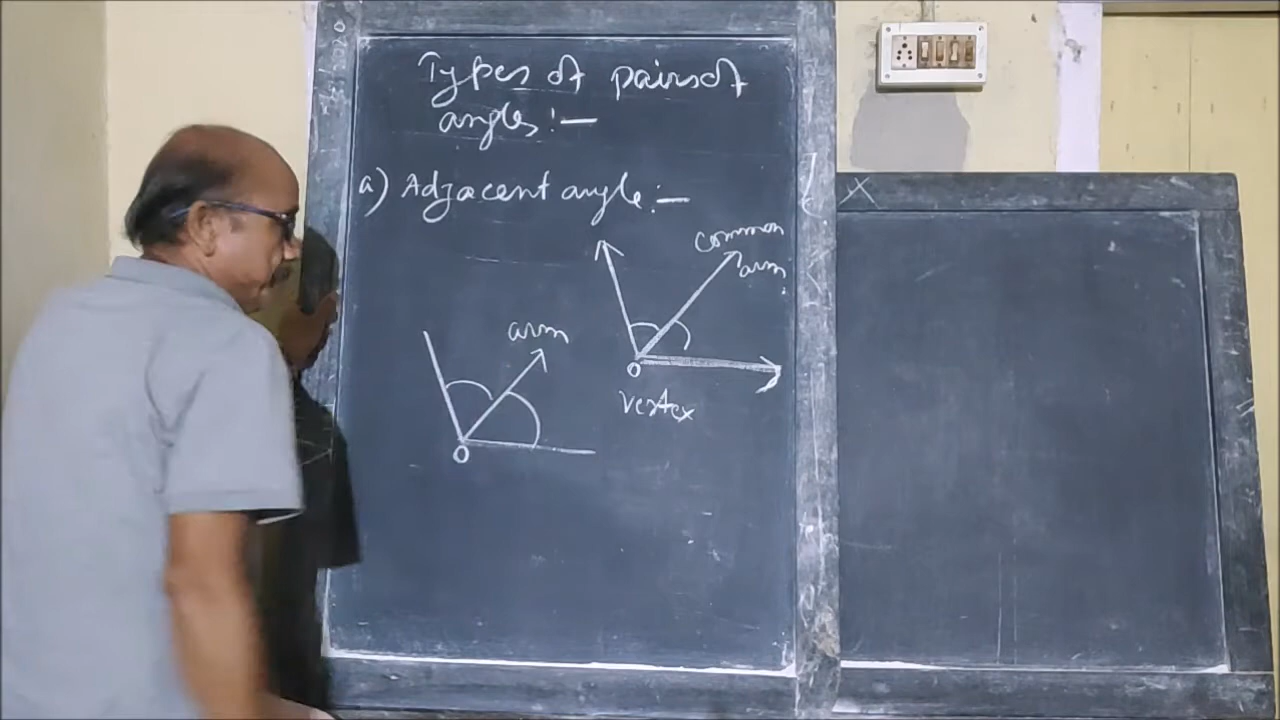 Types of pairs of
angles :—
a) Adjacent angle :—
common
arm
arm
O
vertex
O